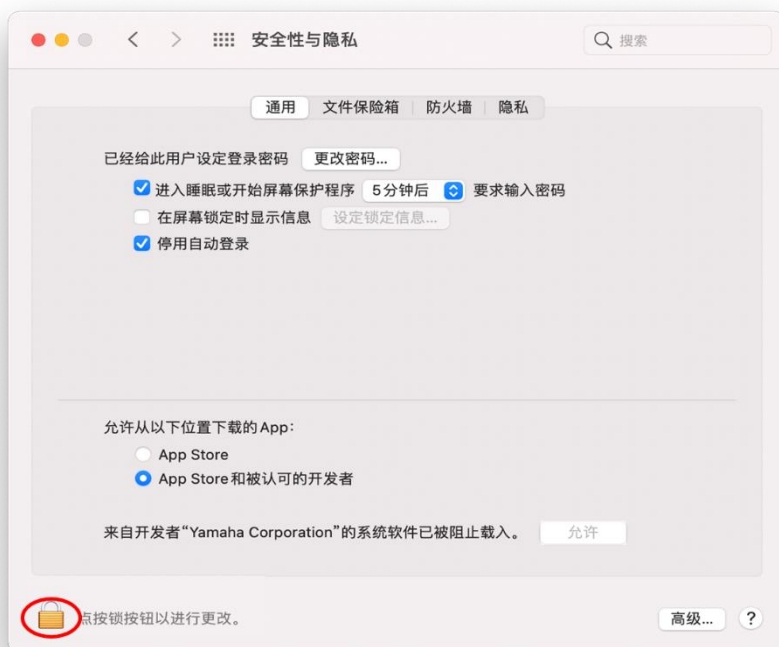 安全性与隐私
搜索
通用 文件保险箱 防火墙 隐私
已经给此用户设定登录密码 更改密码...
进入睡眠或开始屏幕保护程序 5分钟后 要求输入密码
在屏幕锁定时显示信息 设定锁定信息...
停用自动登录
允许从以下位置下载的App：
App Store
App Store和被认可的开发者
来自开发者“Yamaha Corporation”的系统软件已被阻止载入。 允许
点按锁按钮以进行更改。
高级... ?